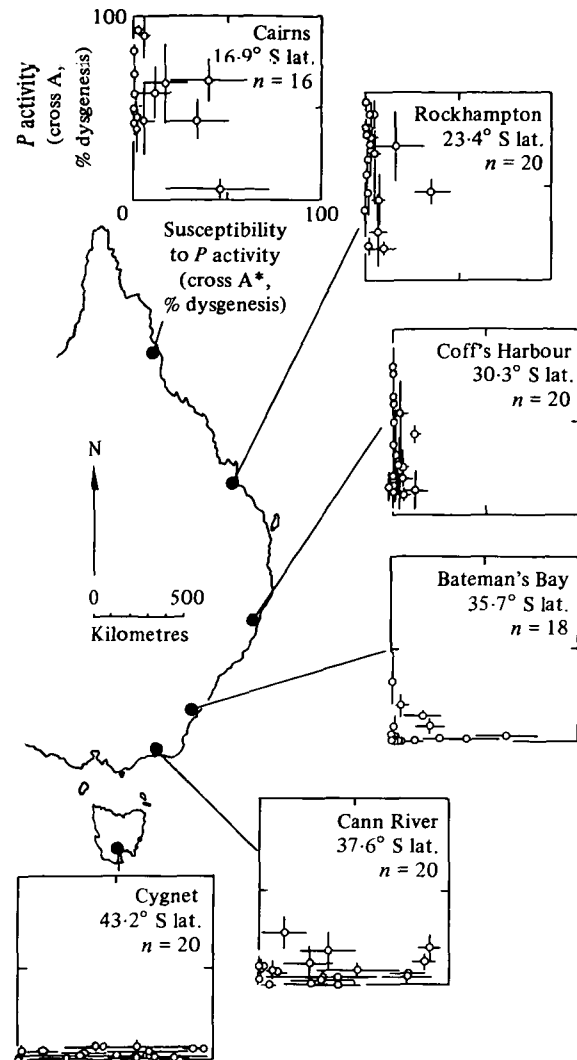 100
P activity
(cross A,
% dysgenesis)
Cairns
16·9° S lat.
n = 16
0
100
Susceptibility
to P activity
(cross A*,
% dysgenesis)
Rockhampton
23·4° S lat.
n = 20
Coff's Harbour
30·3° S lat.
n = 20
N
0 500
Kilometres
Bateman's Bay
35·7° S lat.
n = 18
Cann River
37·6° S lat.
n = 20
Cygnet
43·2° S lat.
n = 20